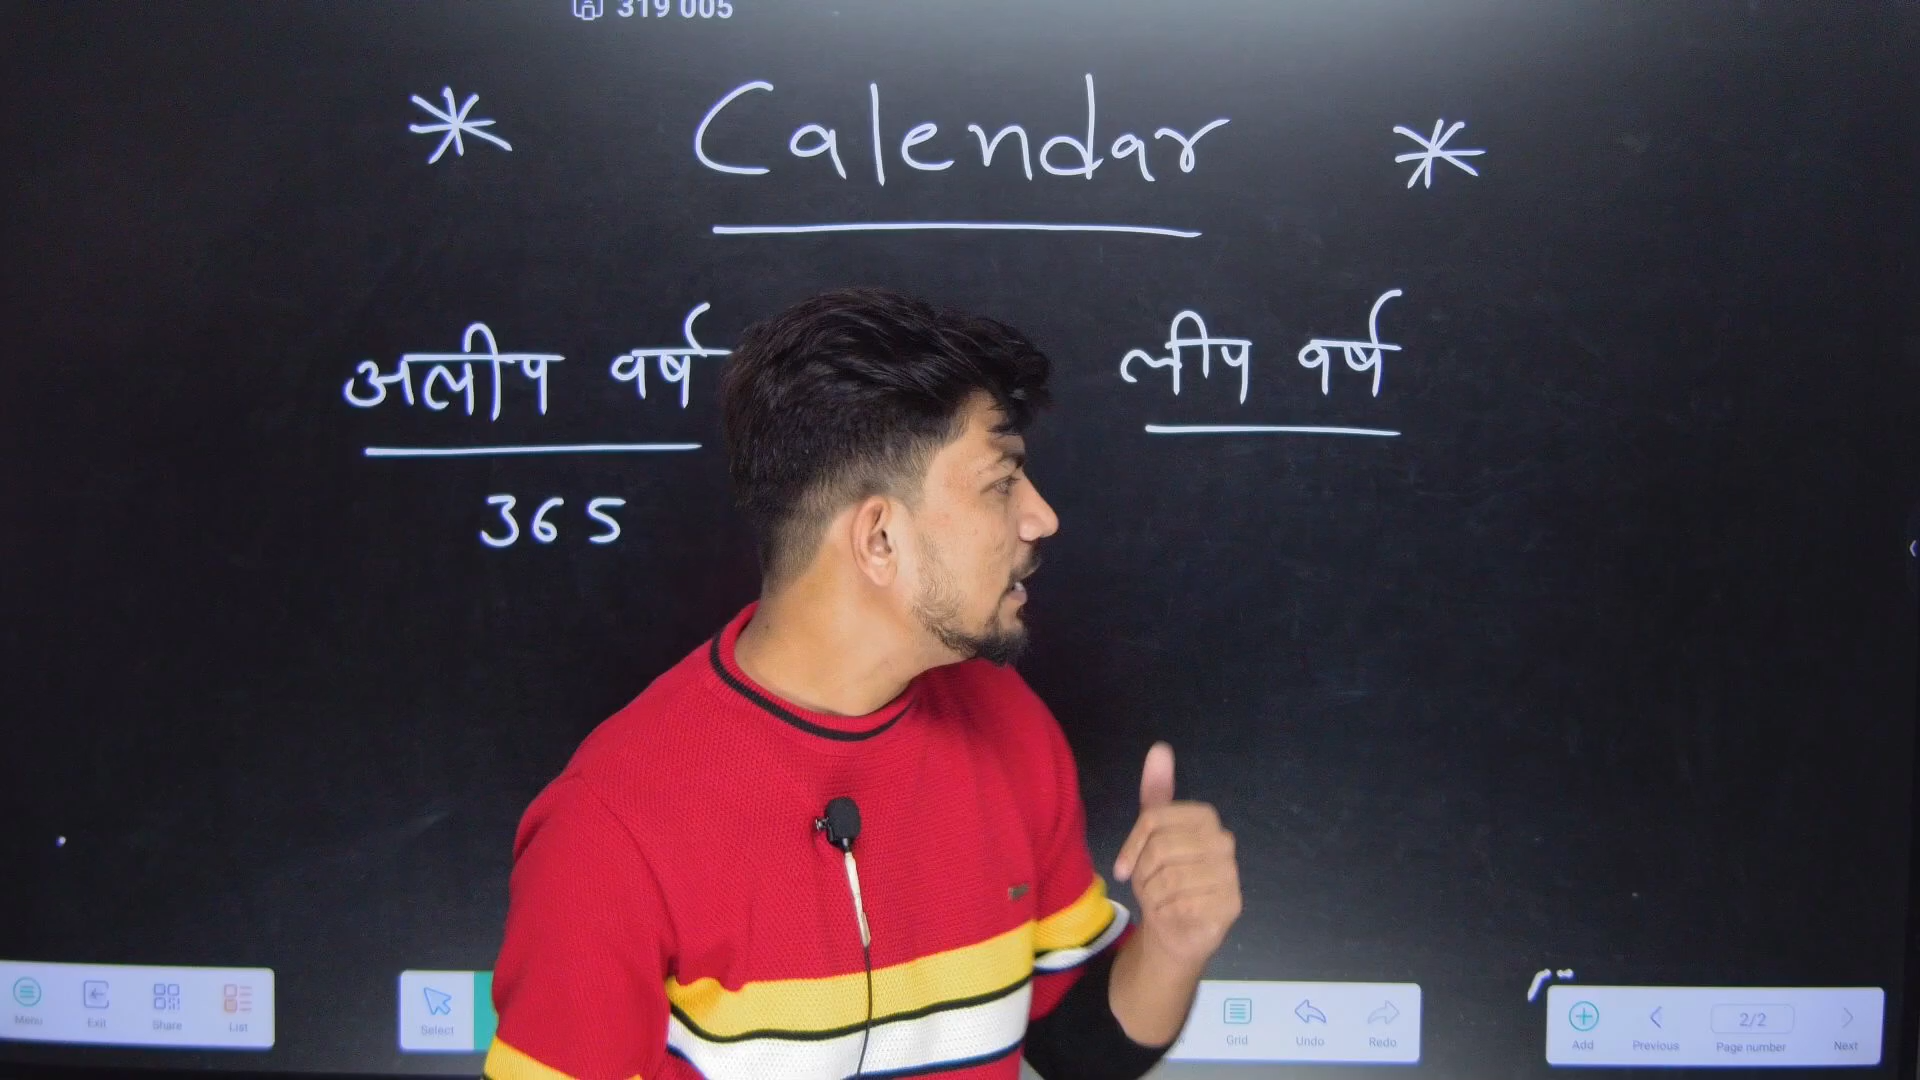 319 005
* Calendar *
अलीप वर्ष
लीप वर्ष
365
Menu
Exit
Share
List
Select
Grid
Undo
Redo
Add
Previous
2/2
Page number
Next